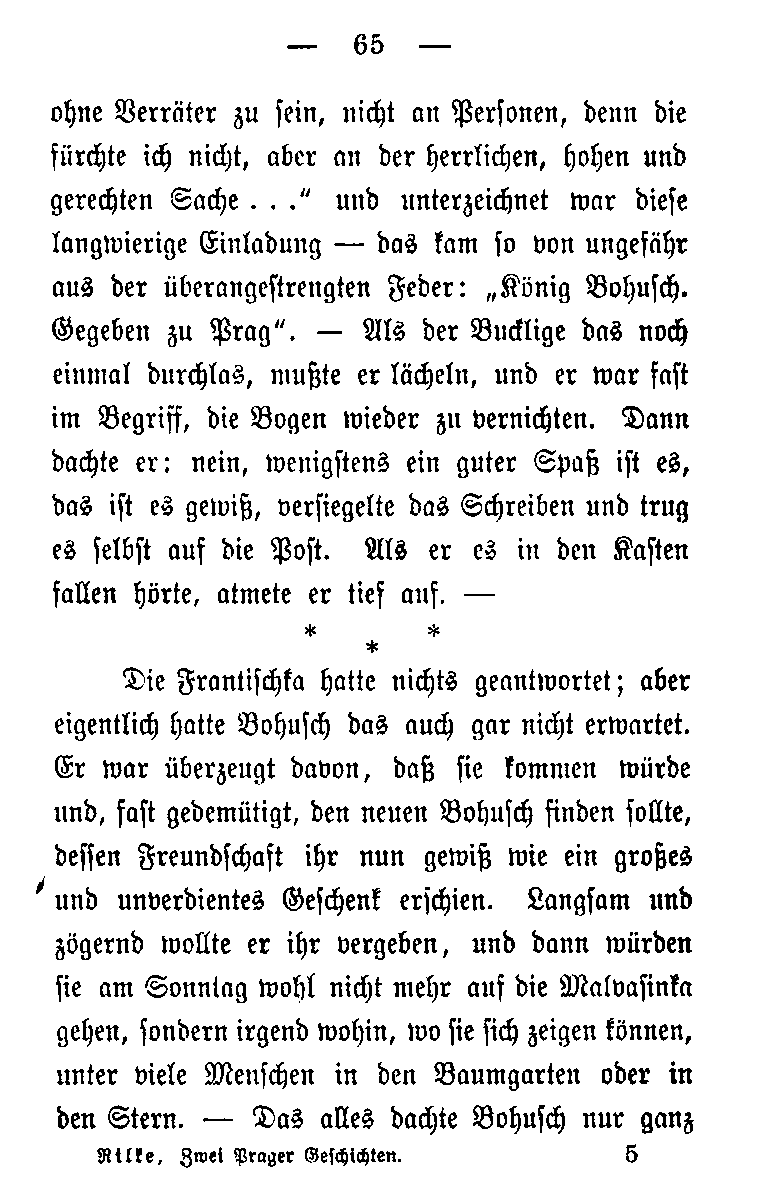 — 65 —
ohne Verräter zu sein, nicht an Personen, denn die
fürchte ich nicht, aber an der herrlichen, hohen und
gerechten Sache . . .“ und unterzeichnet war diese
langwierige Einladung — das kam so von ungefähr
aus der überangestrengten Feder: „König Bohusch.
Gegeben zu Prag“. — Als der Bucklige das noch
einmal durchlas, mußte er lächeln, und er war fast
im Begriff, die Bogen wieder zu vernichten. Dann
dachte er: nein, wenigstens ein guter Spaß ist es,
das ist es gewiß, versiegelte das Schreiben und trug
es selbst auf die Post. Als er es in den Kasten
fallen hörte, atmete er tief auf. —
* * *
Die Frantischka hatte nichts geantwortet; aber
eigentlich hatte Bohusch das auch gar nicht erwartet.
Er war überzeugt davon, daß sie kommen würde
und, fast gedemütigt, den neuen Bohusch finden sollte,
dessen Freundschaft ihr nun gewiß wie ein großes
und unverdientes Geschenk erschien. Langsam und
zögernd wollte er ihr vergeben, und dann würden
sie am Sonntag wohl nicht mehr auf die Malvasinka
gehen, sondern irgend wohin, wo sie sich zeigen können,
unter viele Menschen in den Baumgarten oder in
den Stern. — Das alles dachte Bohusch nur ganz
Rilke, Zwei Prager Geschichten. 5